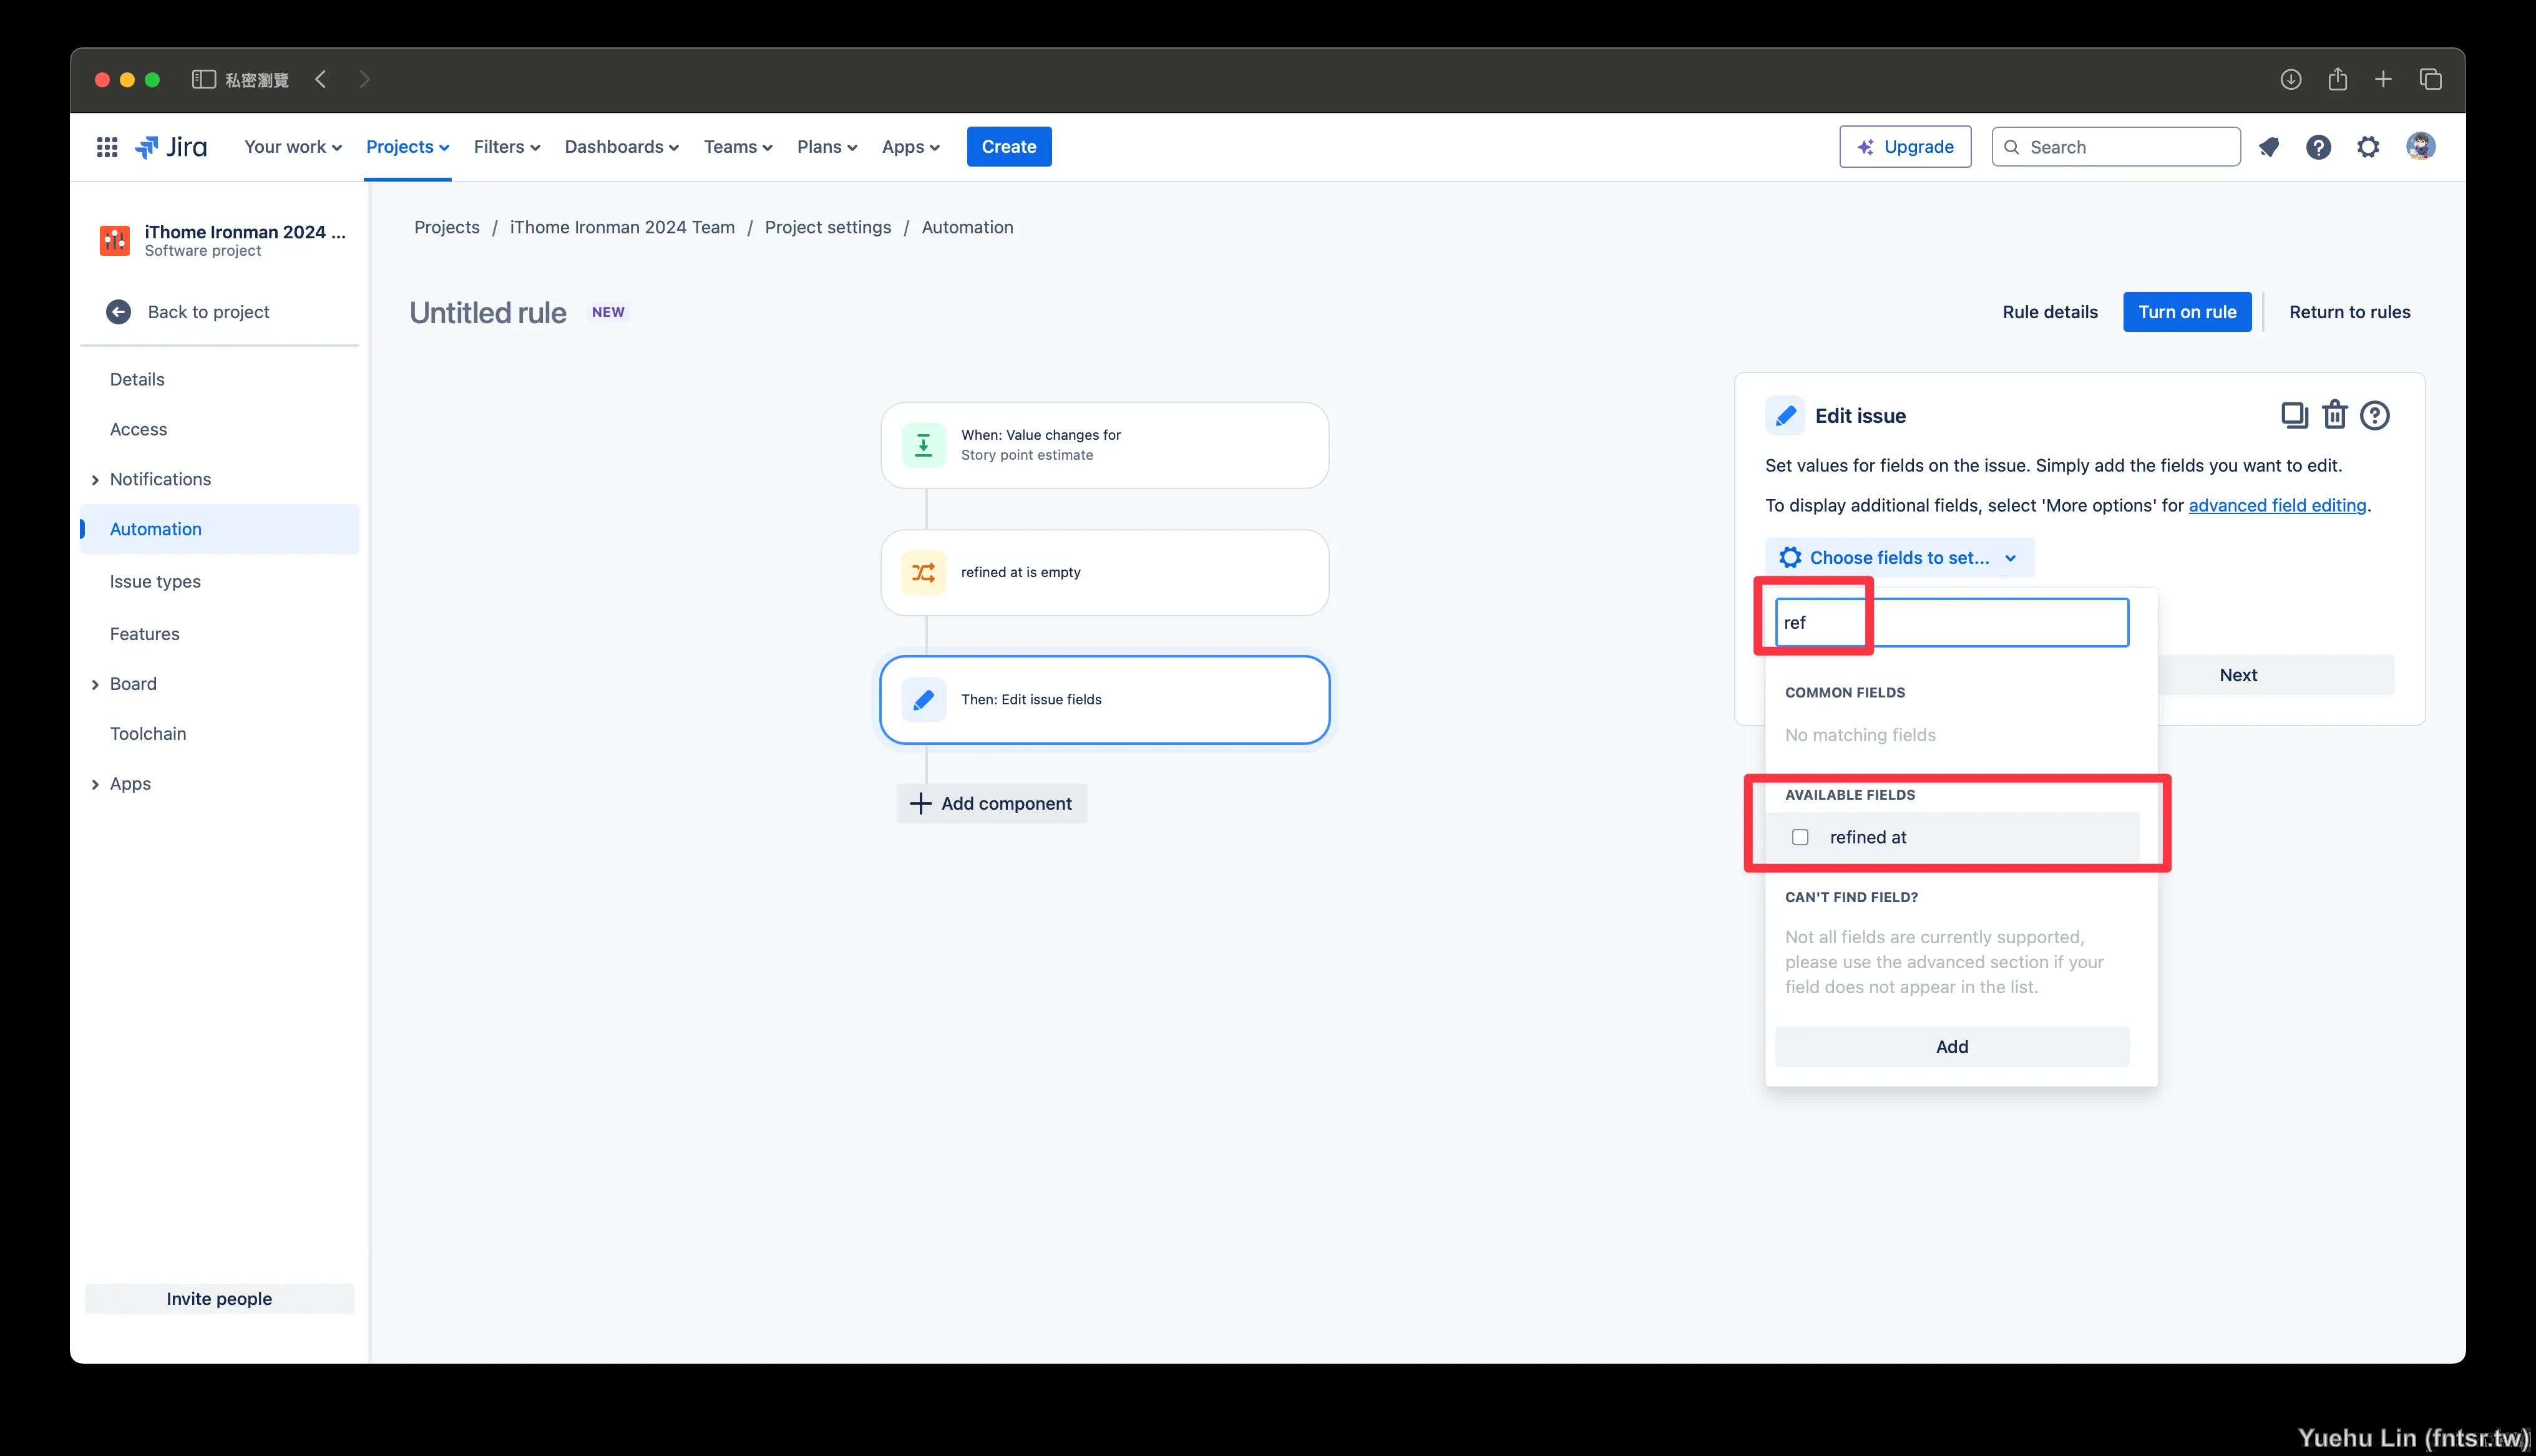 私密瀏覽
Jira
Your work
Projects
Filters
Dashboards
Teams
Plans
Apps
Create
Upgrade
Search
iThome Ironman 2024 ...
Software project
Back to project
Details
Access
Notifications
Automation
Issue types
Features
Board
Toolchain
Apps
Invite people
Projects / iThome Ironman 2024 Team / Project settings / Automation
Untitled rule NEW
Rule details
Turn on rule
Return to rules
When: Value changes for
Story point estimate
refined at is empty
Then: Edit issue fields
Add component
Edit issue
Set values for fields on the issue. Simply add the fields you want to edit.
To display additional fields, select 'More options' for advanced field editing.
Choose fields to set...
ref
Next
COMMON FIELDS
No matching fields
AVAILABLE FIELDS
refined at
CAN'T FIND FIELD?
Not all fields are currently supported,
please use the advanced section if your
field does not appear in the list.
Add
Yuehu Lin (fntsr.tw)